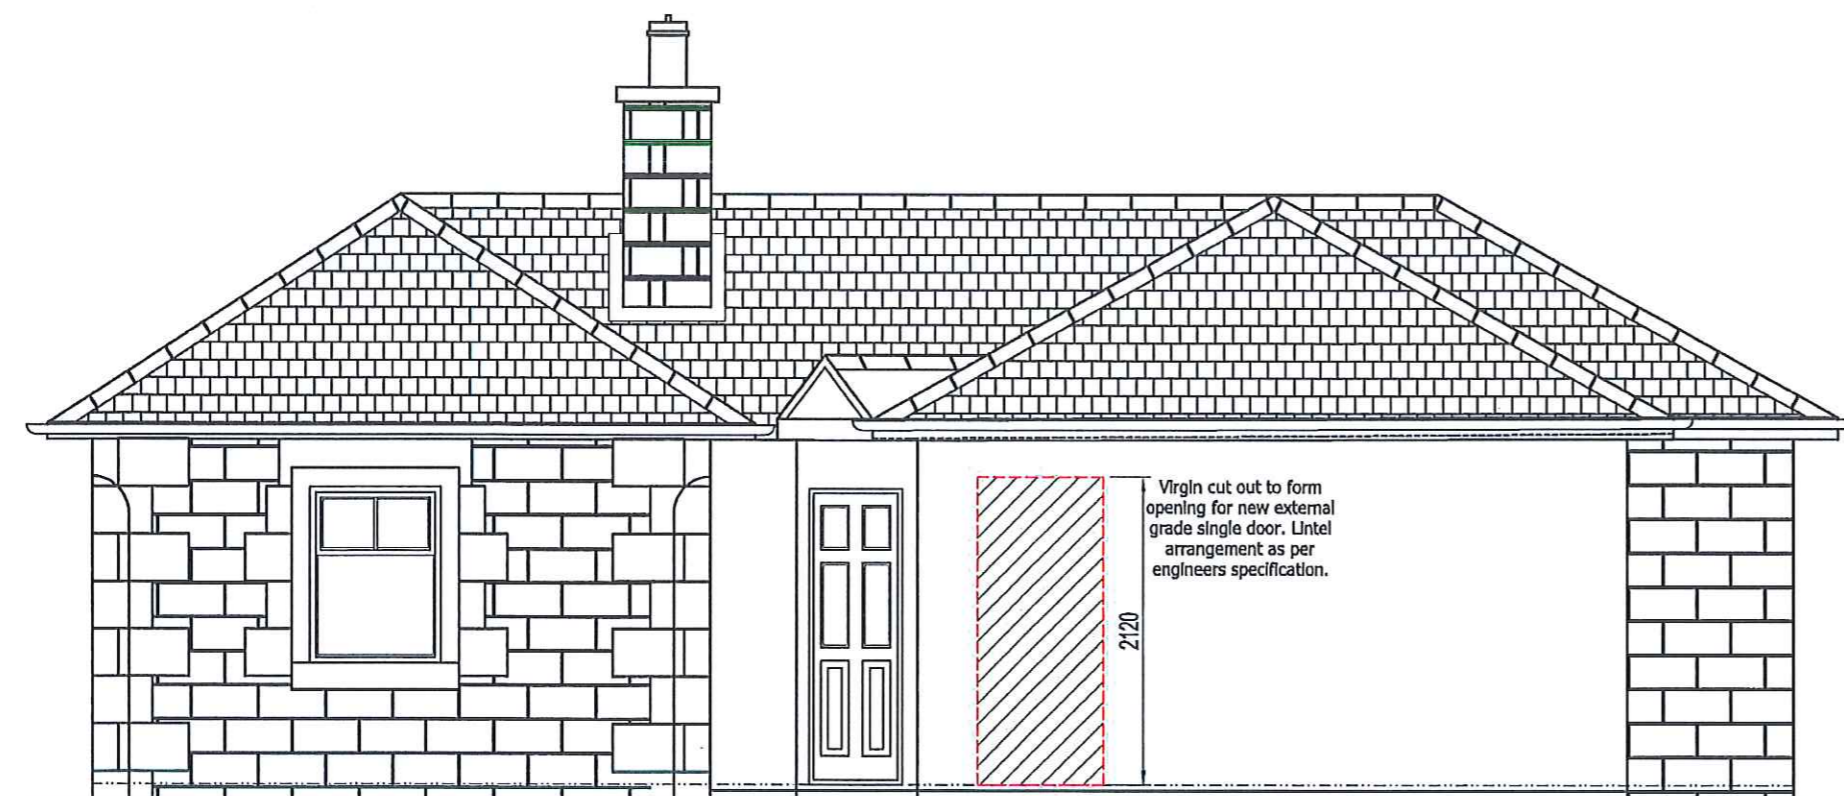 Virgin cut out to form
opening for new external
grade single door. Lintel
arrangement as per
engineers specification.
2120